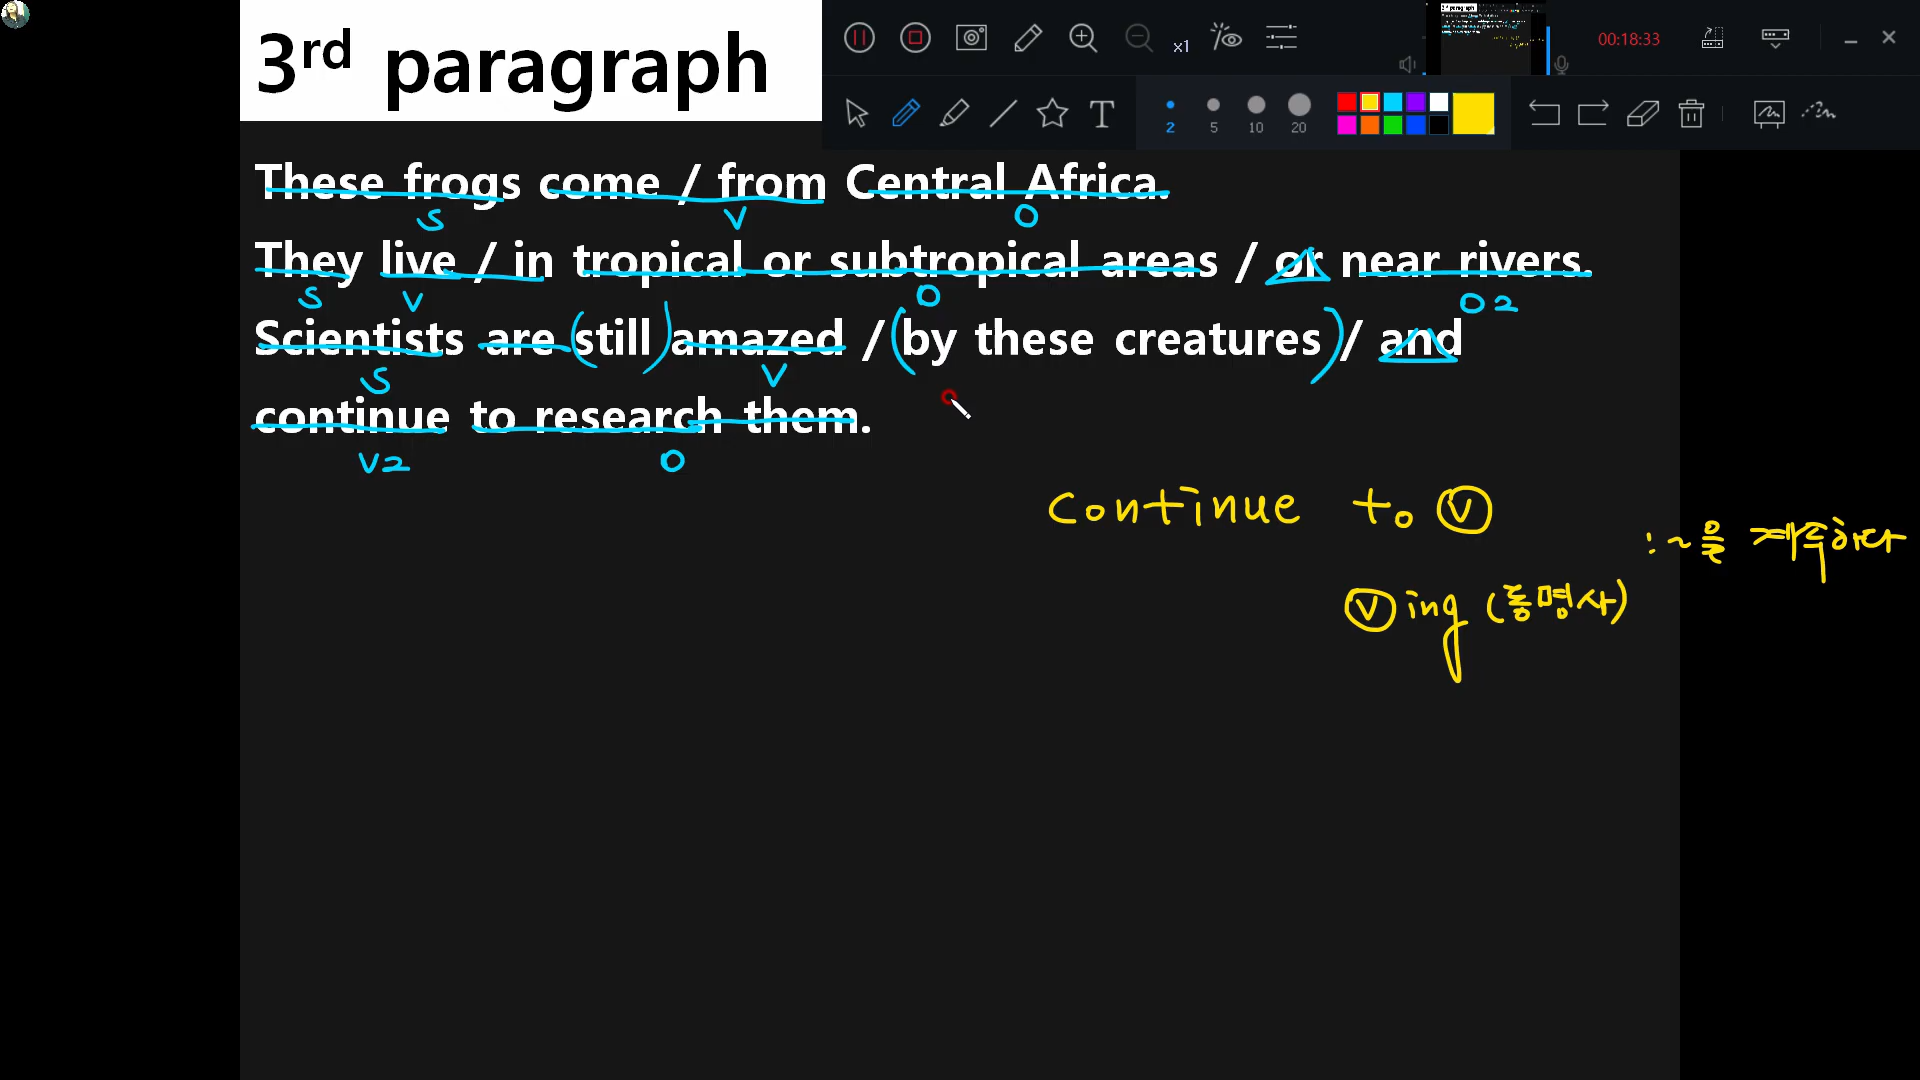 3rd paragraph
x1
00:18:33
2 5 10 20
These frogs come / from Central Africa.
S V O
They live / in tropical or subtropical areas / or near rivers.
S V O O2
Scientists are (still) amazed / (by these creatures) / and
S V
continue to research them.
V2 O
Continue to V
: ~을 계속하다
Ving (동명사)